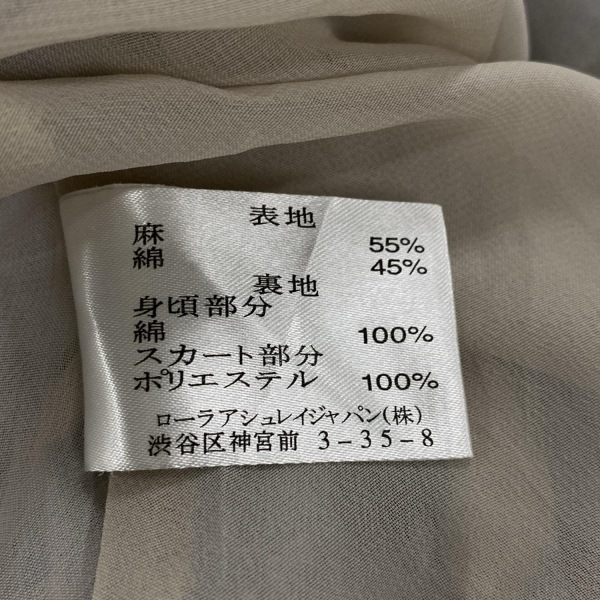 表地
麻 55%
綿 45%
裏地
身頃部分
綿 100%
スカート部分
ポリエステル 100%
ローラアシュレイジャパン(株)
渋谷区神宮前 3-35-8